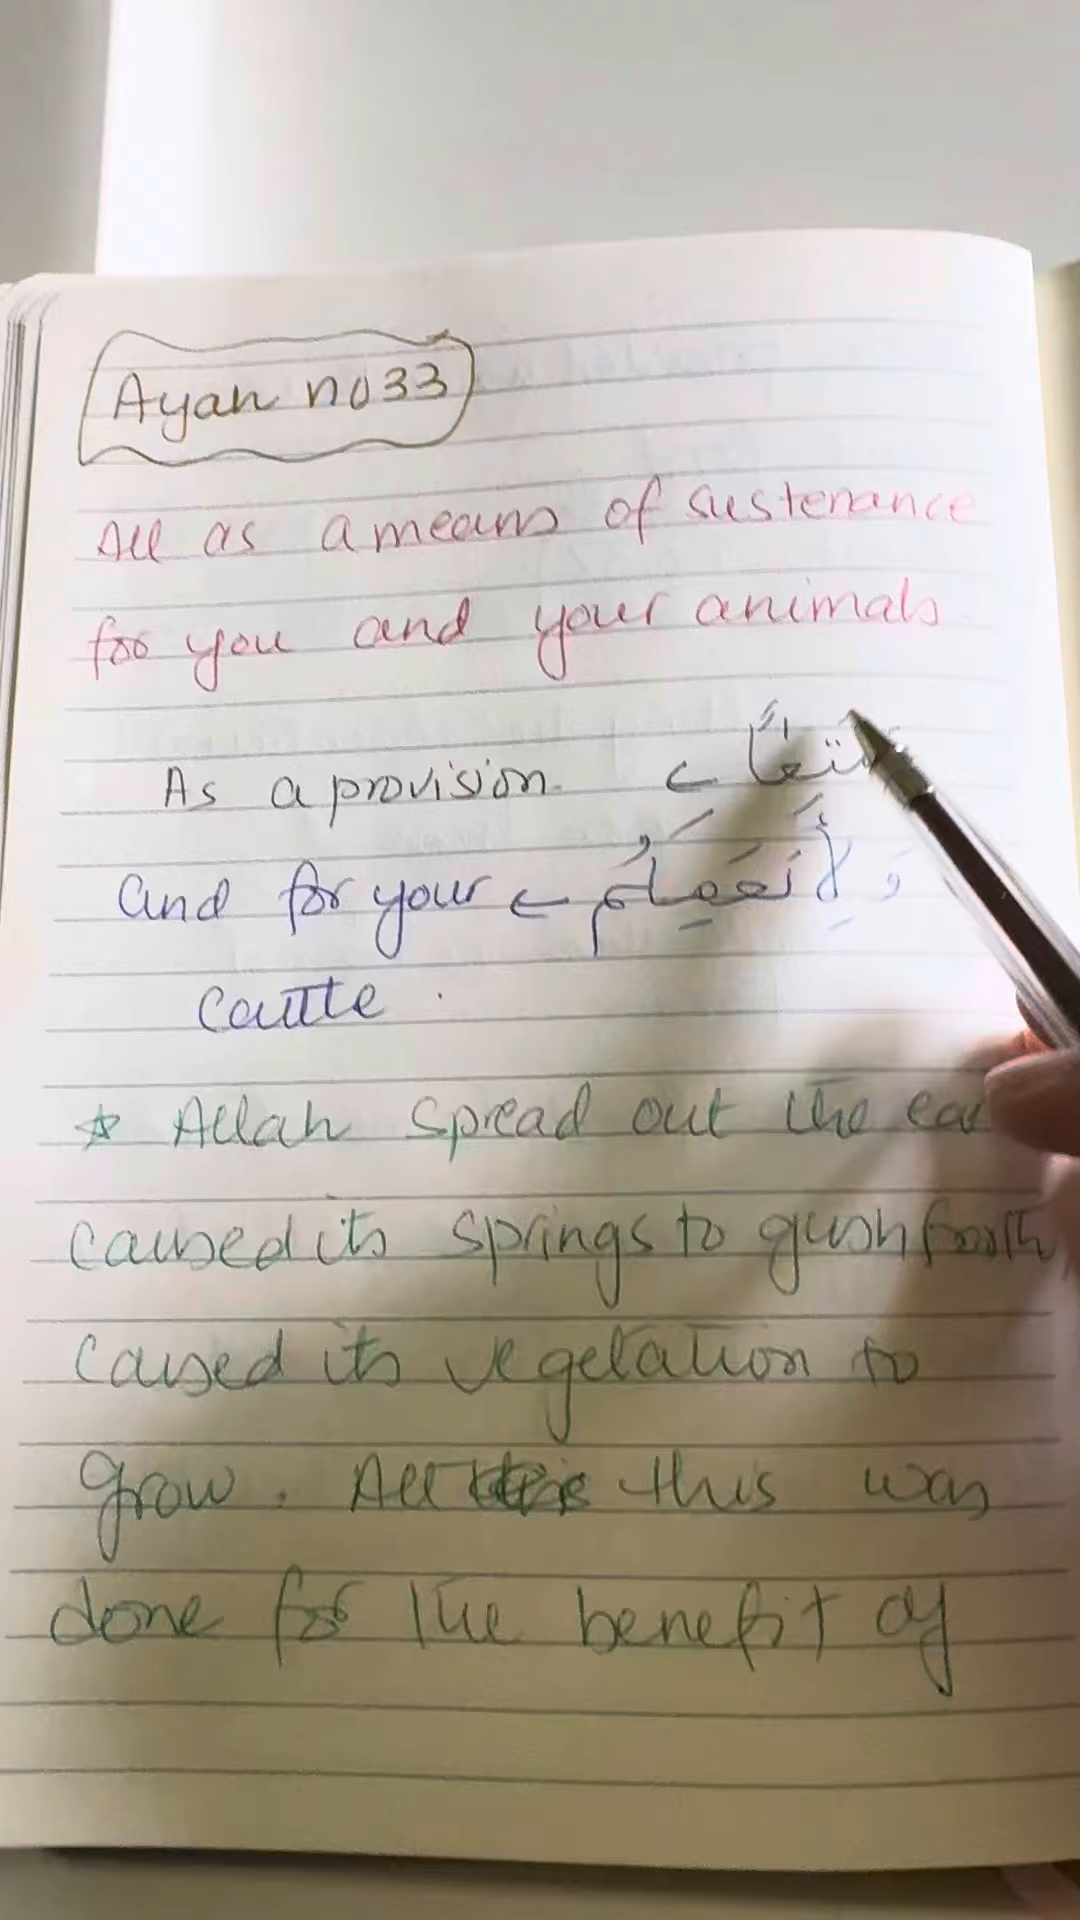 Ayah no 33
All as a means of sustenance
for you and your animals
As a provision. ← مَّتَٰعًا
and for your ← وَ لِأَنْعَٰمِكُم
Cattle.
☆ Allah spread out the
Caused its springs to gush forth,
Caused its vegetation to
grow. All this was
done for the benefit of